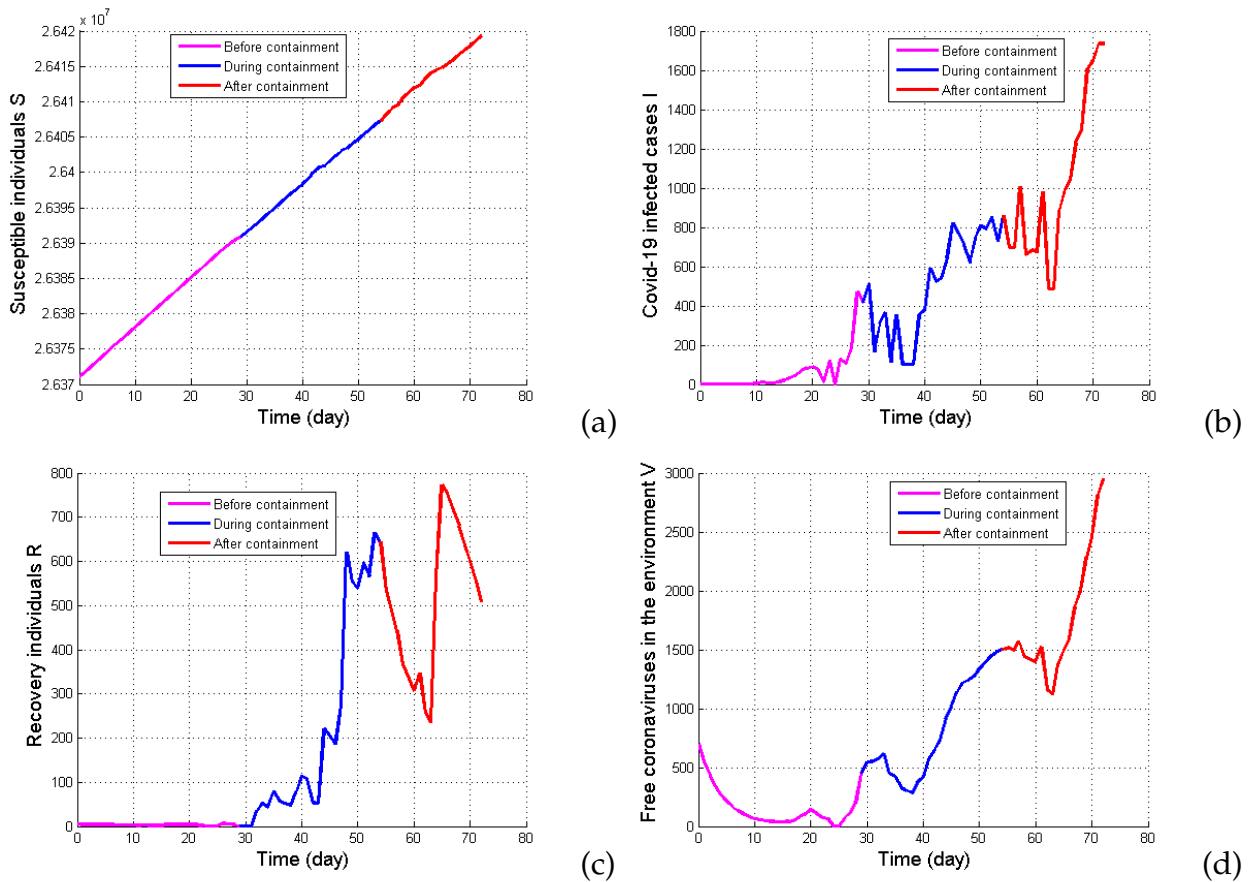 x 10⁷
2.642
2.6415
2.641
2.6405
2.64
2.6395
2.639
2.6385
2.638
2.6375
2.637
Susceptible individuals S
Before containment
During containment
After containment
0 10 20 30 40 50 60 70 80
Time (day)
(a)
1800
1600
1400
1200
1000
800
600
400
200
0
Covid-19 infected cases I
Before containment
During containment
After containment
0 10 20 30 40 50 60 70 80
Time (day)
(b)
800
700
600
500
400
300
200
100
0
Recovery individuals R
Before containment
During containment
After containment
0 10 20 30 40 50 60 70 80
Time (day)
(c)
3000
2500
2000
1500
1000
500
0
Free coronaviruses in the environment V
Before containment
During containment
After containment
0 10 20 30 40 50 60 70 80
Time (day)
(d)